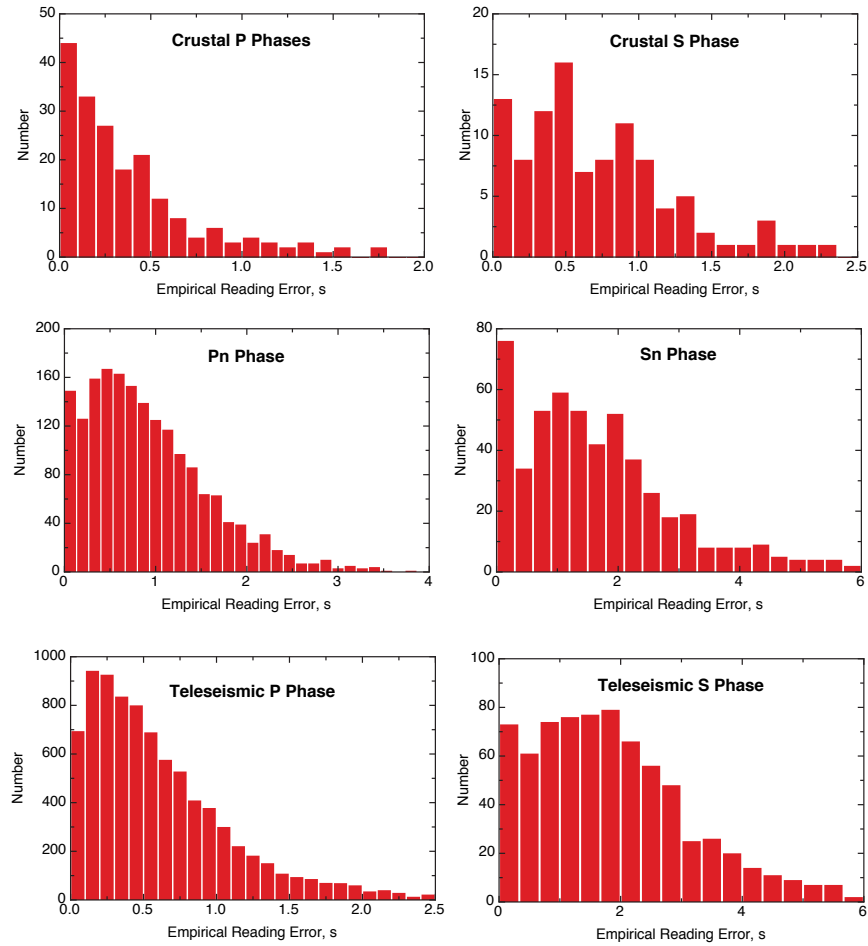 Crustal P Phases
Number
50
40
30
20
10
0
0.0 0.5 1.0 1.5 2.0
Empirical Reading Error, s
Crustal S Phase
Number
20
15
10
5
0
0.0 0.5 1.0 1.5 2.0 2.5
Empirical Reading Error, s
Pn Phase
Number
200
160
120
80
40
0
0 1 2 3 4
Empirical Reading Error, s
Sn Phase
Number
80
60
40
20
0
0 2 4 6
Empirical Reading Error, s
Teleseismic P Phase
Number
1000
800
600
400
200
0
0.0 0.5 1.0 1.5 2.0 2.5
Empirical Reading Error, s
Teleseismic S Phase
Number
100
80
60
40
20
0
0 2 4 6
Empirical Reading Error, s